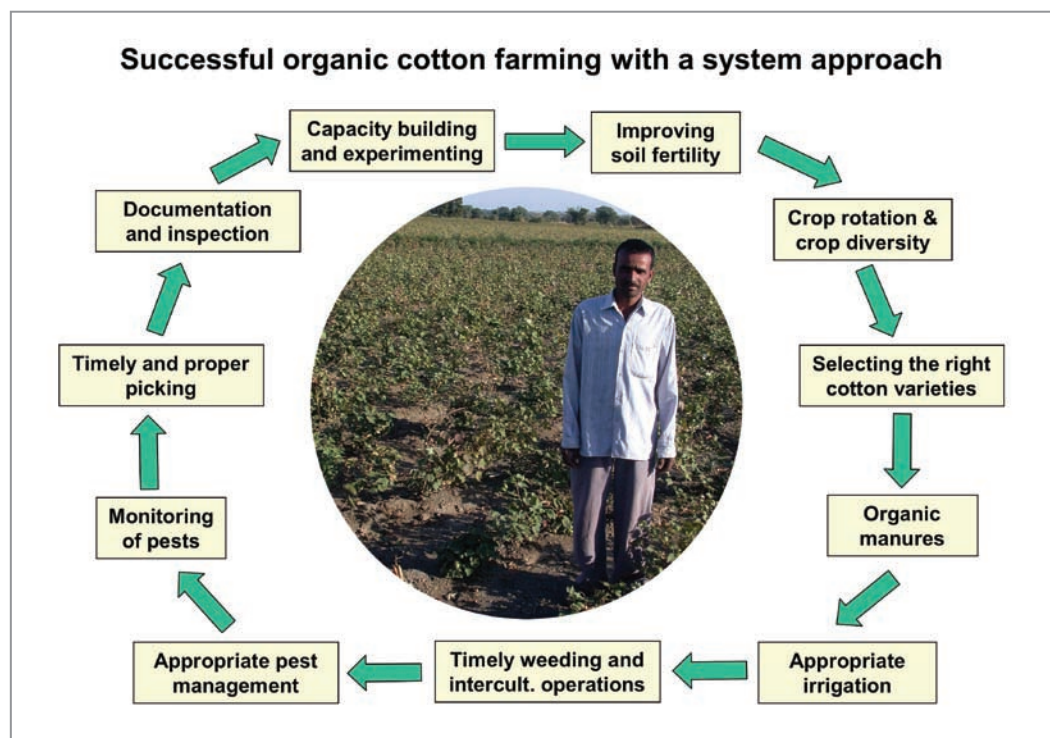 Successful organic cotton farming with a system approach
Capacity building
and experimenting
Improving
soil fertility
Crop rotation &
crop diversity
Selecting the right
cotton varieties
Organic
manures
Appropriate
irrigation
Timely weeding and
intercult. operations
Appropriate pest
management
Monitoring
of pests
Timely and proper
picking
Documentation
and inspection